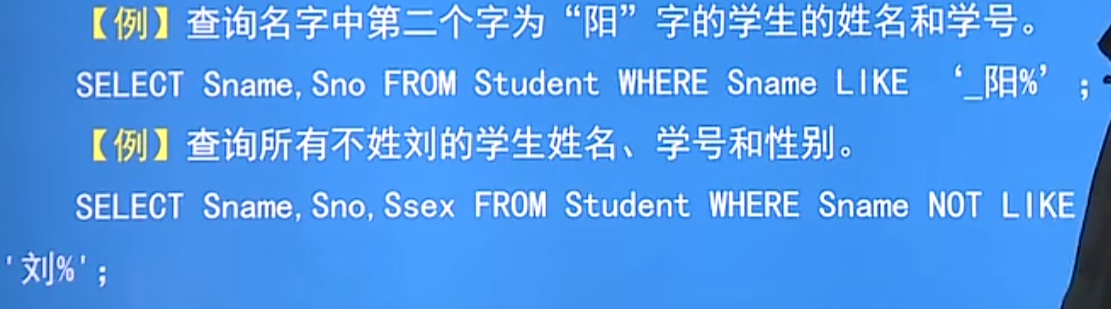 【例】查询名字中第二个字为“阳”字的学生的姓名和学号。
SELECT Sname,Sno FROM Student WHERE Sname LIKE ‘_阳%’;
【例】查询所有不姓刘的学生姓名、学号和性别。
SELECT Sname,Sno,Ssex FROM Student WHERE Sname NOT LIKE
'刘%';